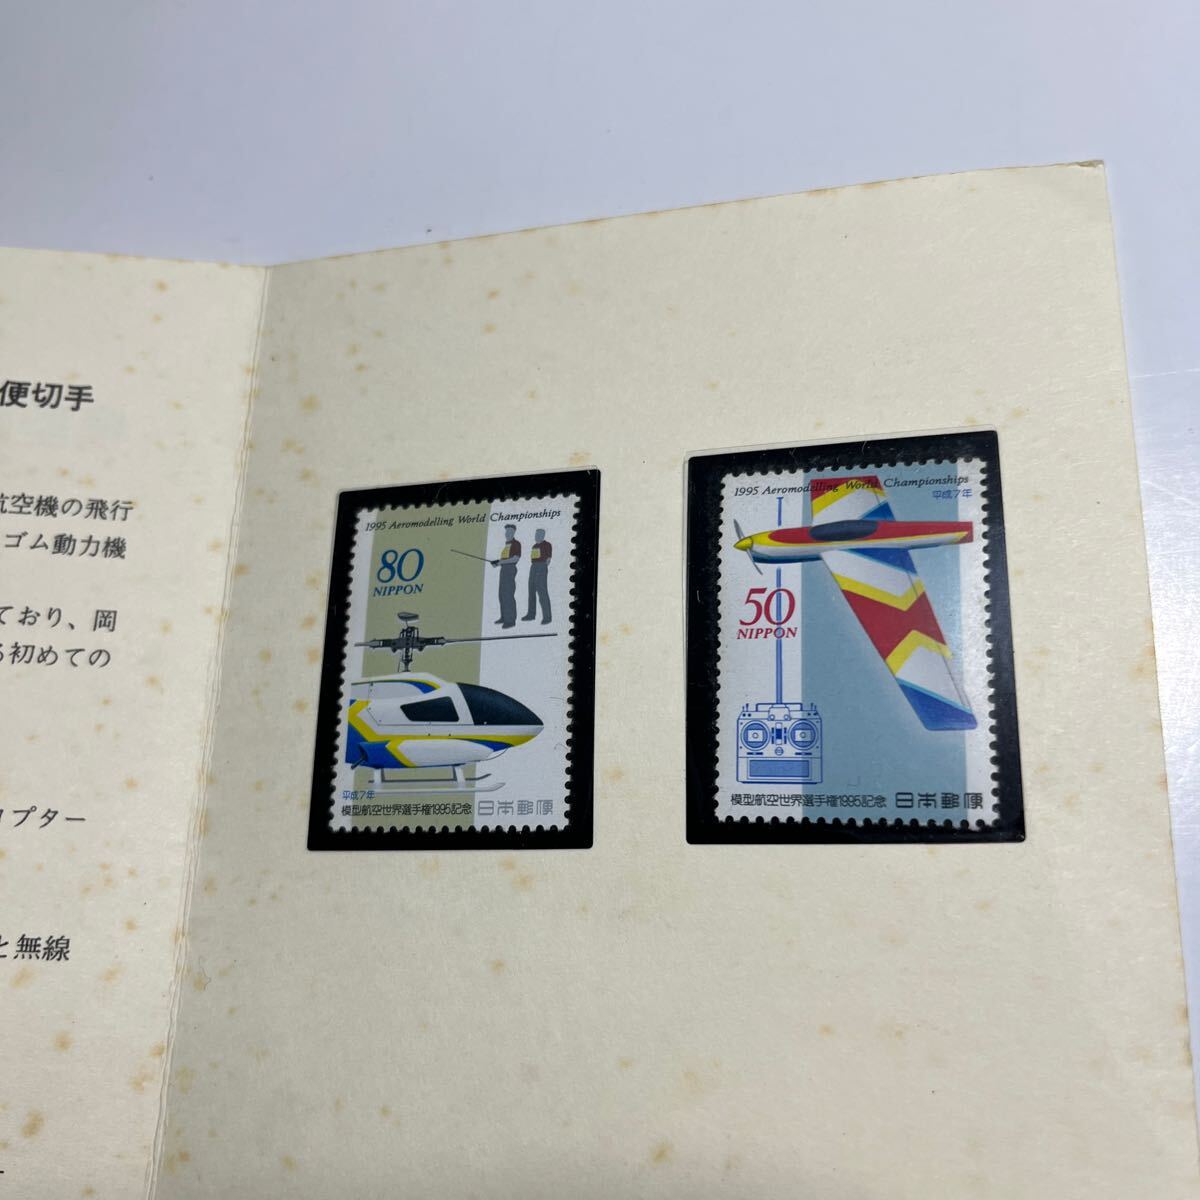 便切手
航空機の飛行
ゴム動力機
ており、岡
る初めての
コプター
と無線
1995 Aeromodelling World Championships
80
NIPPON
平成7年
模型航空世界選手権1995記念 日本郵便
1995 Aeromodelling World Championships
平成7年
50
NIPPON
模型航空世界選手権1995記念 日本郵便